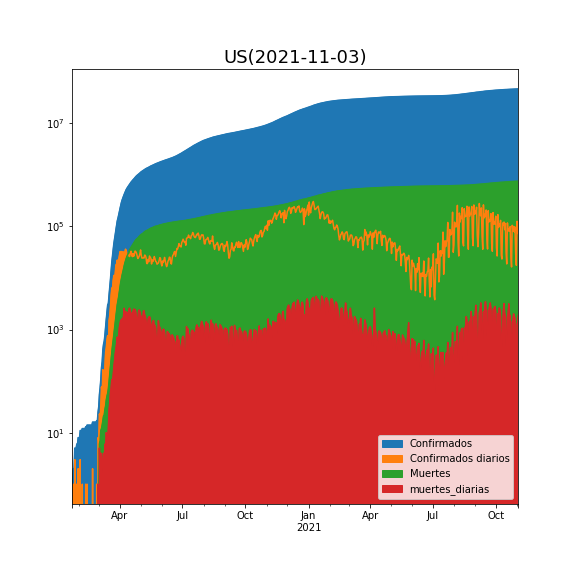 US(2021-11-03)
10^7
10^5
10^3
10^1
Apr Jul Oct Jan Apr Jul Oct
2021
Confirmados
Confirmados diarios
Muertes
muertes_diarias